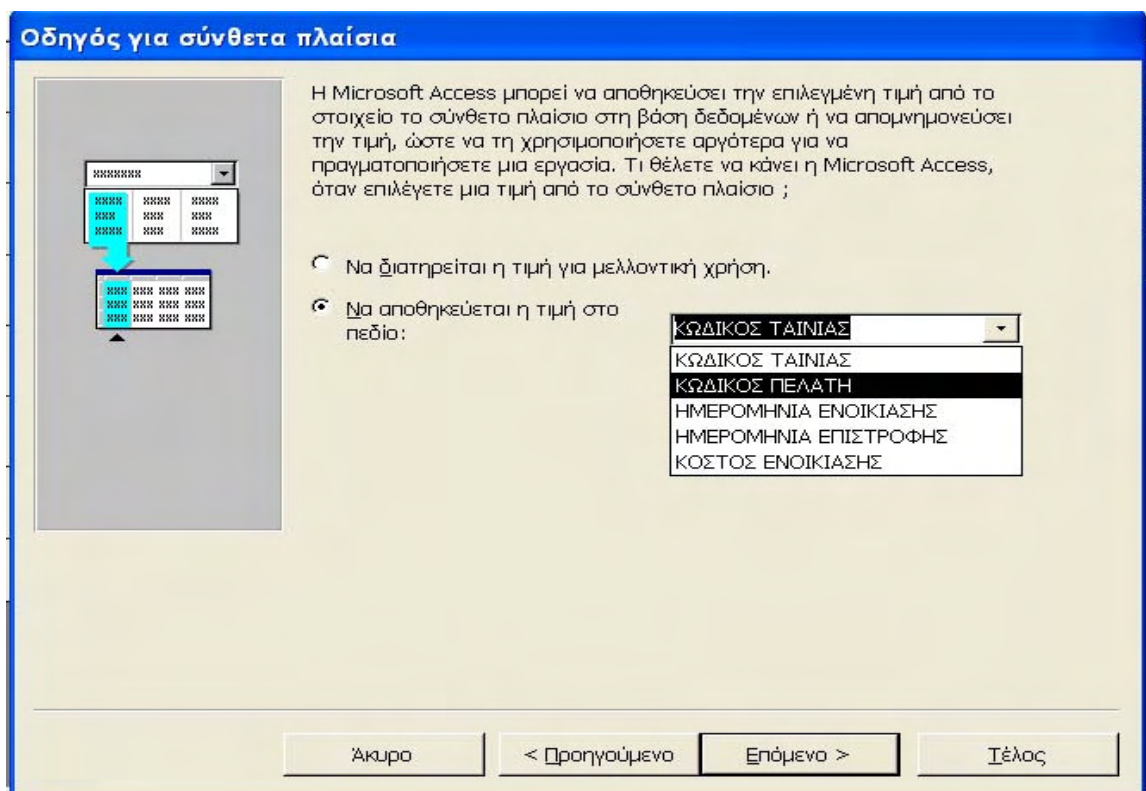 Οδηγός για σύνθετα πλαίσια
Η Microsoft Access μπορεί να αποθηκεύσει την επιλεγμένη τιμή από το
στοιχείο το σύνθετο πλαίσιο στη βάση δεδομένων ή να απομνημονεύσει
την τιμή, ώστε να τη χρησιμοποιήσετε αργότερα για να
πραγματοποιήσετε μια εργασία. Τι θέλετε να κάνει η Microsoft Access,
όταν επιλέγετε μια τιμή από το σύνθετο πλαίσιο ;
Να διατηρείται η τιμή για μελλοντική χρήση.
Να αποθηκεύεται η τιμή στο
πεδίο:
ΚΩΔΙΚΟΣ ΤΑΙΝΙΑΣ
ΚΩΔΙΚΟΣ ΤΑΙΝΙΑΣ
ΚΩΔΙΚΟΣ ΠΕΛΑΤΗ
ΗΜΕΡΟΜΗΝΙΑ ΕΝΟΙΚΙΑΣΗΣ
ΗΜΕΡΟΜΗΝΙΑ ΕΠΙΣΤΡΟΦΗΣ
ΚΟΣΤΟΣ ΕΝΟΙΚΙΑΣΗΣ
Άκυρο
< Προηγούμενο
Επόμενο >
Τέλος